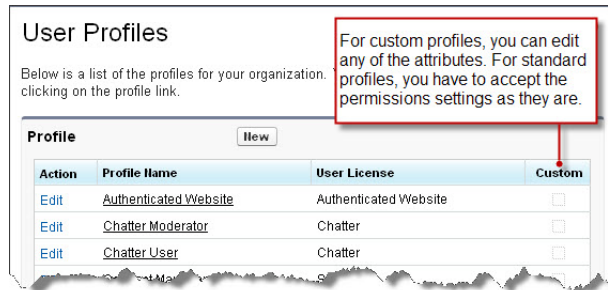 User Profiles
For custom profiles, you can edit
any of the attributes. For standard
profiles, you have to accept the
permissions settings as they are.
Below is a list of the profiles for your organization.
clicking on the profile link.
Profile New
Action Profile Name User License Custom
Edit Authenticated Website Authenticated Website
Edit Chatter Moderator Chatter
Edit Chatter User Chatter